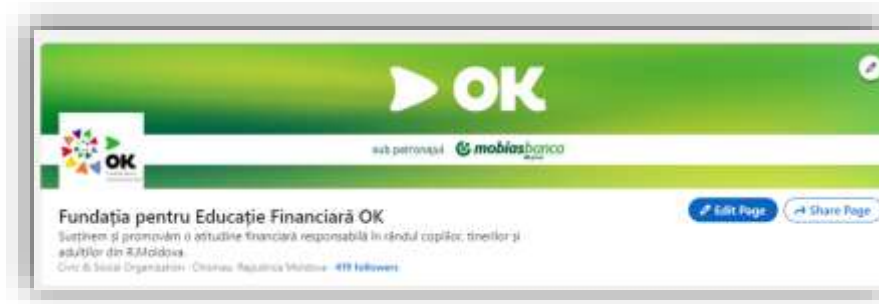 OK
sub patronajul mobiasbanca
OK
Fundația pentru Educație Financiară OK
Edit Page
Share Page
Susținem și promovăm o atitudine financiară responsabilă în rândul copiilor, tinerilor și
adulților din R.Moldova.
Civic & Social Organization · Chisinau, Republica Moldova · 419 followers